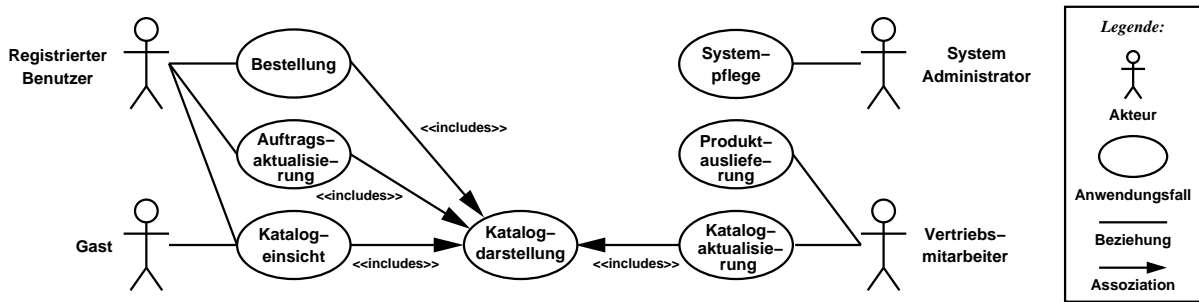 Registrierter
Benutzer
Bestellung
<<includes>>
Auftrags–
aktualisie–
rung
<<includes>>
Gast
Katalog–
einsicht
<<includes>>
Katalog–
darstellung
System–
pflege
System
Administrator
Produkt–
ausliefe–
rung
<<includes>>
Katalog–
aktualisie–
rung
Vertriebs–
mitarbeiter
Legende:
Akteur
Anwendungsfall
Beziehung
Assoziation